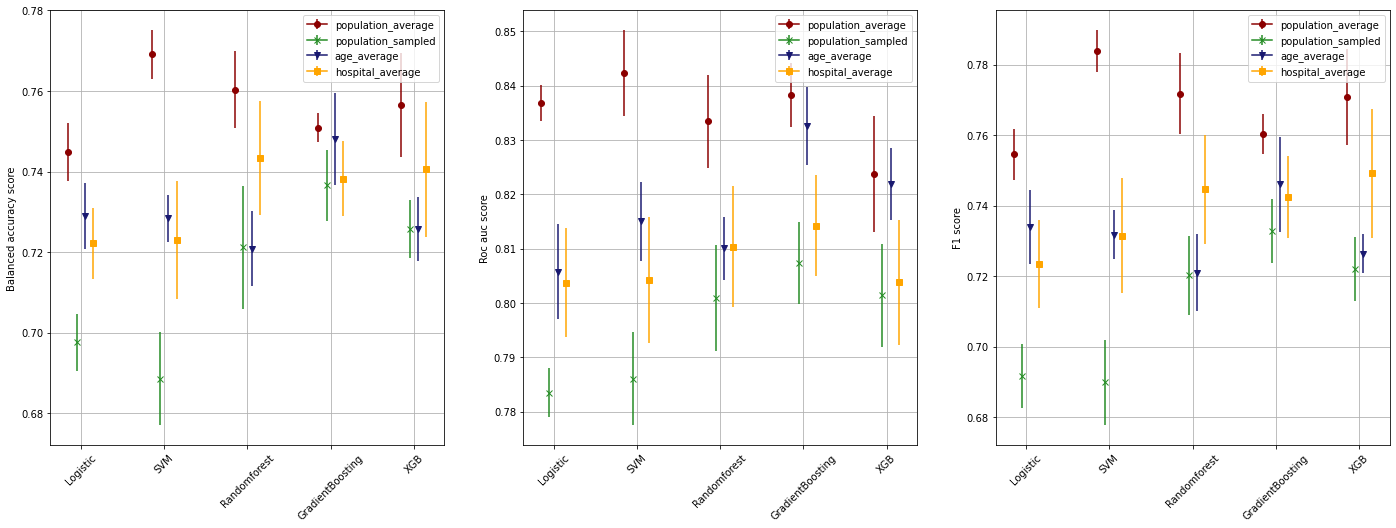 Balanced accuracy score
0.78
0.76
0.74
0.72
0.70
0.68
population_average
population_sampled
age_average
hospital_average
Logistic
SVM
Randomforest
GradientBoosting
XGB
Roc auc score
0.85
0.84
0.83
0.82
0.81
0.80
0.79
0.78
population_average
population_sampled
age_average
hospital_average
Logistic
SVM
Randomforest
GradientBoosting
XGB
F1 score
0.78
0.76
0.74
0.72
0.70
0.68
population_average
population_sampled
age_average
hospital_average
Logistic
SVM
Randomforest
GradientBoosting
XGB